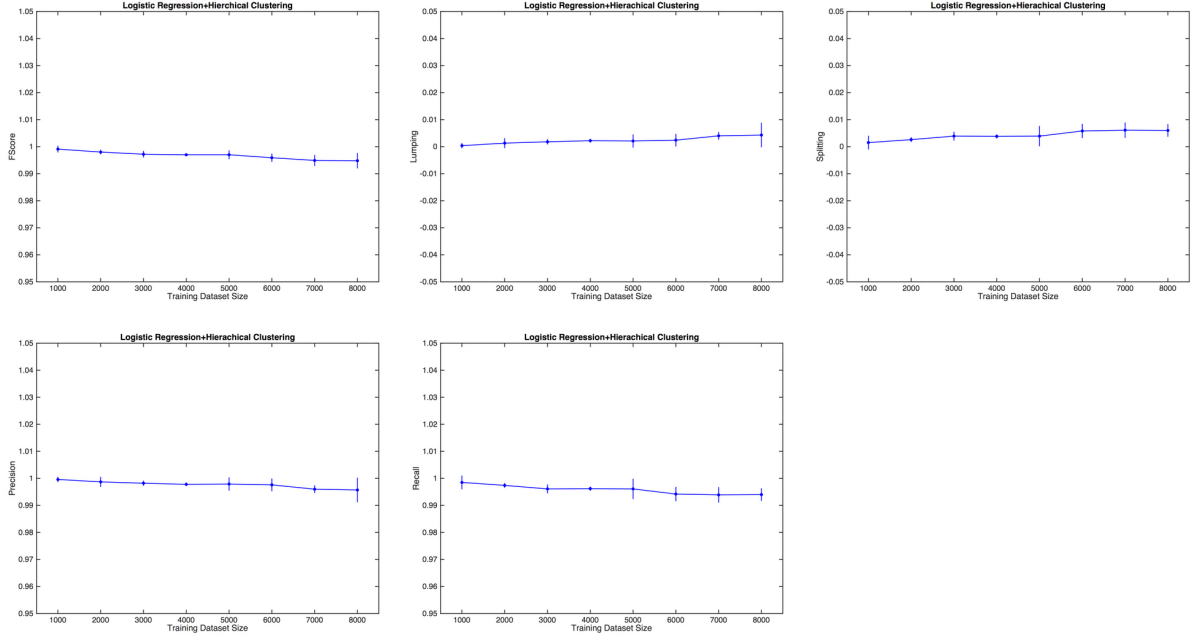 Logistic Regression+Hierchical Clustering
1.05
1.04
1.03
1.02
1.01
1
0.99
0.98
0.97
0.96
0.95
FScore
1000 2000 3000 4000 5000 6000 7000 8000
Training Dataset Size
Logistic Regression+Hierachical Clustering
0.05
0.04
0.03
0.02
0.01
0
-0.01
-0.02
-0.03
-0.04
-0.05
Lumping
1000 2000 3000 4000 5000 6000 7000 8000
Training Dataset Size
Logistic Regression+Hierachical Clustering
0.05
0.04
0.03
0.02
0.01
0
-0.01
-0.02
-0.03
-0.04
-0.05
Splitting
1000 2000 3000 4000 5000 6000 7000 8000
Training Dataset Size
Logistic Regression+Hierachical Clustering
1.05
1.04
1.03
1.02
1.01
1
0.99
0.98
0.97
0.96
0.95
Precision
1000 2000 3000 4000 5000 6000 7000 8000
Training Dataset Size
Logistic Regression+Hierachical Clustering
1.05
1.04
1.03
1.02
1.01
1
0.99
0.98
0.97
0.96
0.95
Recall
1000 2000 3000 4000 5000 6000 7000 8000
Training Dataset Size